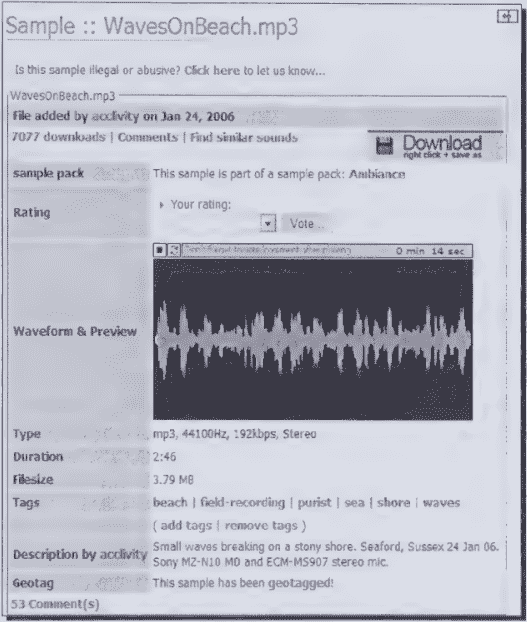 Sample :: WavesOnBeach.mp3
Is this sample illegal or abusive? Click here to let us know...
WavesOnBeach.mp3
File added by acclivity on Jan 24, 2006
7077 downloads | Comments | Find similar sounds
Download
right click + save as
sample pack This sample is part of a sample pack: Ambiance
Rating
Your rating:
Vote...
0 min 14 sec
Waveform & Preview
Type mp3, 44100Hz, 192kbps, Stereo
Duration 2:46
Filesize 3.79 MB
Tags beach | field-recording | purist | sea | shore | waves
( add tags | remove tags )
Description by acclivity Small waves breaking on a stony shore. Seaford, Sussex 24 Jan 06.
Sony MZ-N10 MD and ECM-MS907 stereo mic.
Geotag This sample has been geotagged!
53 Comment(s)